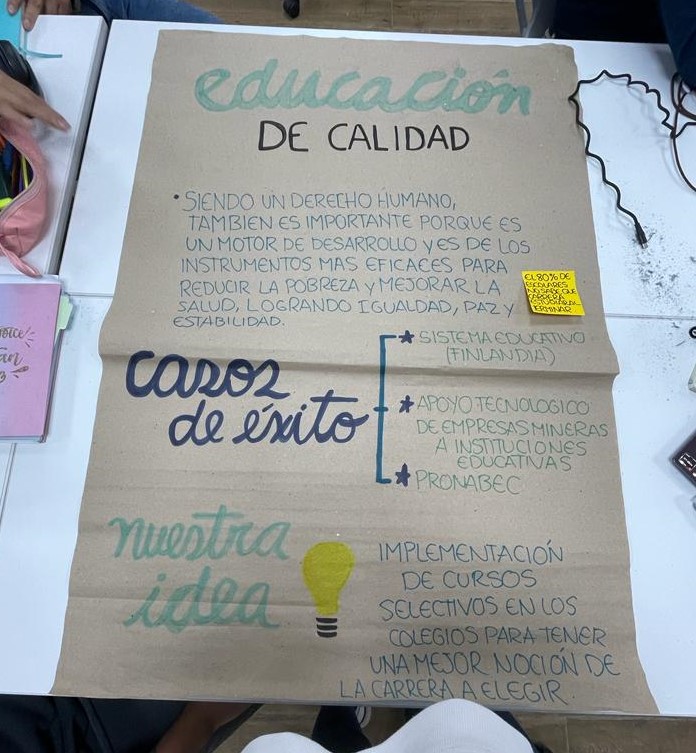 educación
DE CALIDAD
• SIENDO UN DERECHO HUMANO,
TAMBIEN ES IMPORTANTE PORQUE ES
UN MOTOR DE DESARROLLO Y ES DE LOS
INSTRUMENTOS MAS EFICACES PARA
REDUCIR LA POBREZA Y MEJORAR LA
SALUD, LOGRANDO IGUALDAD, PAZ Y
ESTABILIDAD.
EL 80% DE
ESCOLARES
NO SABE QUE
CARRERA
ESTUDIAR AL
TERMINAR
casos
de éxito
★ SISTEMA EDUCATIVO
(FINLANDIA)
★ APOYO TECNOLOGICO
DE EMPRESAS MINERAS
A INSTITUCIONES
EDUCATIVAS
★ PRONABEC
nuestra
idea
IMPLEMENTACIÓN
DE CURSOS
SELECTIVOS EN LOS
COLEGIOS PARA TENER
UNA MEJOR NOCIÓN DE
LA CARRERA A ELEGIR.